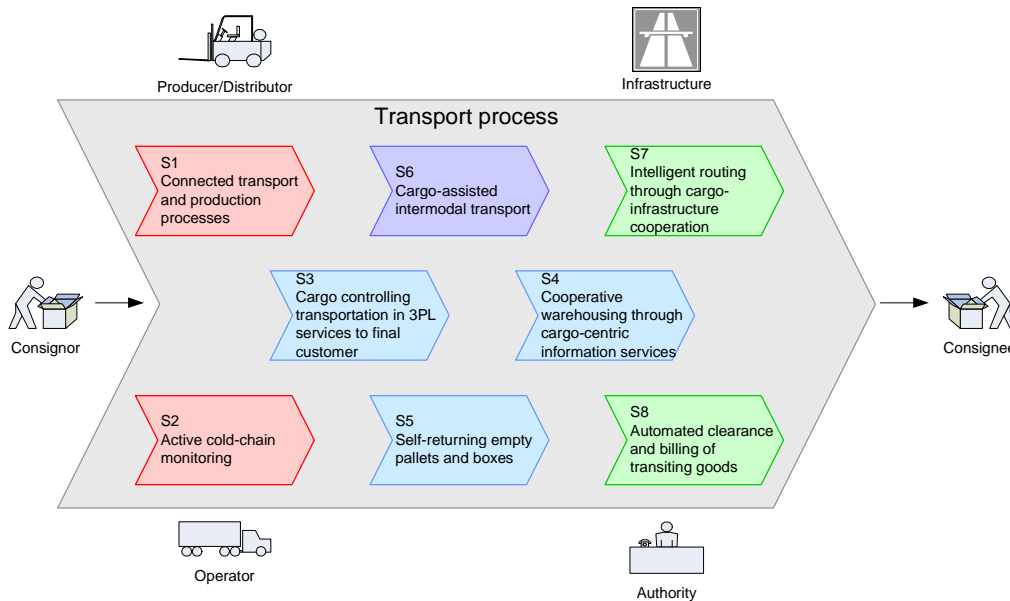 Producer/Distributor
Infrastructure
Transport process
S1
Connected transport
and production
processes
S6
Cargo-assisted
intermodal transport
S7
Intelligent routing
through cargo-
infrastructure
cooperation
S3
Cargo controlling
transportation in 3PL
services to final
customer
S4
Cooperative
warehousing through
cargo-centric
information services
Consignor
Consignee
S2
Active cold-chain
monitoring
S5
Self-returning empty
pallets and boxes
S8
Automated clearance
and billing of
transiting goods
Operator
Authority